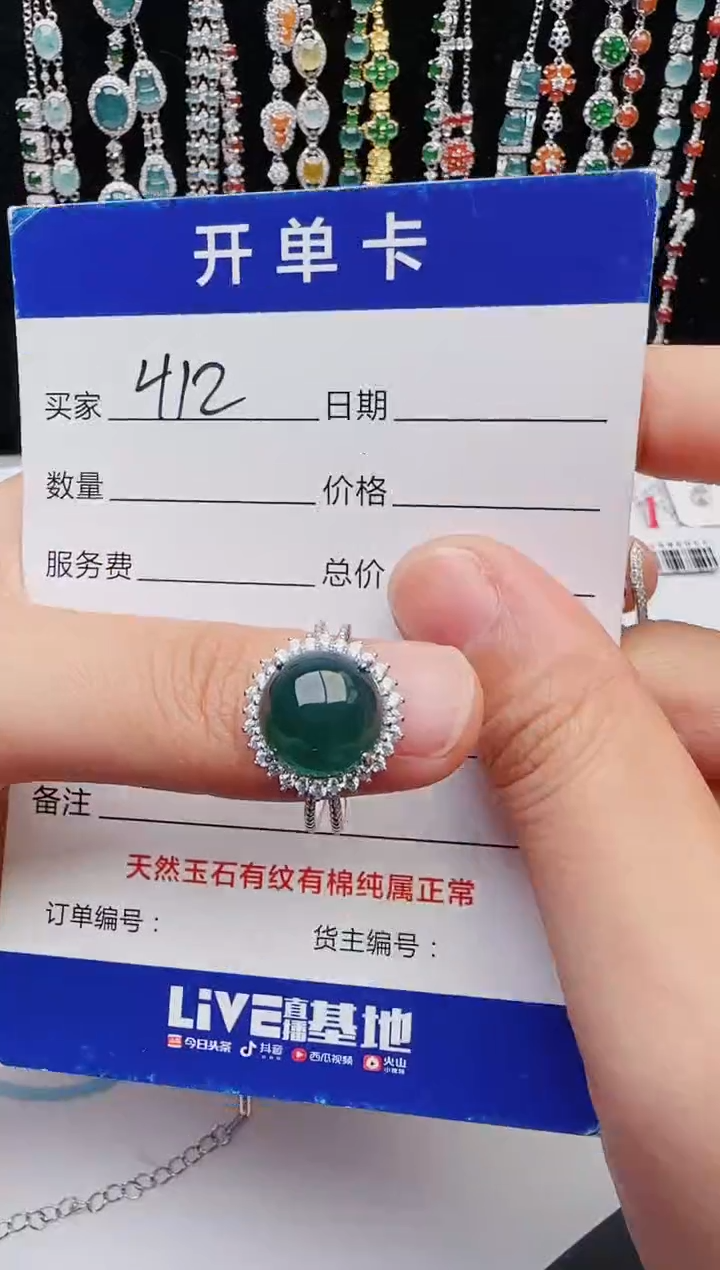 开单卡
买家 412 日期
数量 价格
服务费 总价
备注
天然玉石有纹有棉纯属正常
订单编号： 货主编号：
LiVE直播基地
今日头条 抖音 西瓜视频 火山